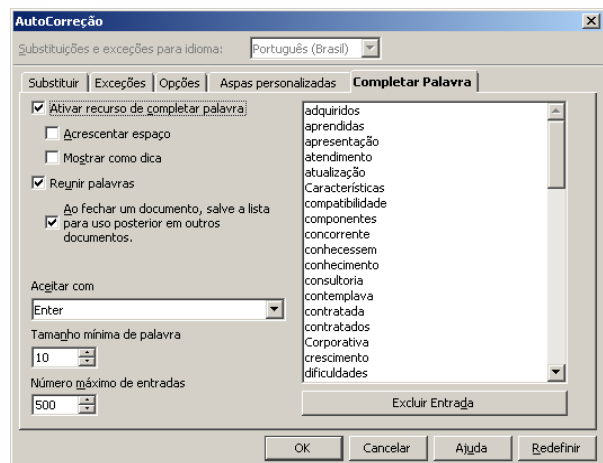 AutoCorreção
Substituições e exceções para idioma: Português (Brasil)
Substituir Exceções Opções Aspas personalizadas Completar Palavra
Ativar recurso de completar palavra
Acrescentar espaço
Mostrar como dica
Reunir palavras
Ao fechar um documento, salve a lista
para uso posterior em outros
documentos.
Aceitar com
Enter
Tamanho mínima de palavra
10
Número máximo de entradas
500
adquiridos
aprendidas
apresentação
atendimento
atualização
Características
compatibilidade
componentes
concorrente
conhecessem
conhecimento
consultoria
contemplava
contratada
contratados
Corporativa
crescimento
dificuldades
Excluir Entrada
OK Cancelar Ajuda Redefinir